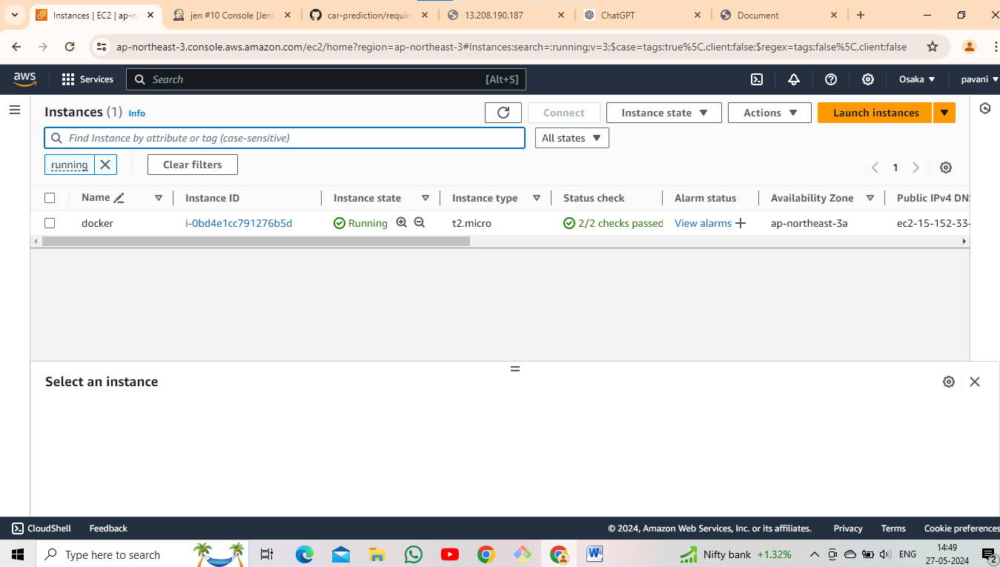 Instances | EC2 | ap-n
jen #10 Console [Jenk
car-prediction/require
13.208.190.187
ChatGPT
Document
ap-northeast-3.console.aws.amazon.com/ec2/home?region=ap-northeast-3#Instances:search=:running;v=3;$case=tags:true%5C,client:false;$regex=tags:false%5C,client:false
aws
Services
Search
[Alt+S]
Osaka
pavani
Instances (1) Info
Connect
Instance state
Actions
Launch instances
Find Instance by attribute or tag (case-sensitive)
All states
running
Clear filters
1
Name
Instance ID
Instance state
Instance type
Status check
Alarm status
Availability Zone
Public IPv4 DNS
docker
i-0bd4e1cc791276b5d
Running
t2.micro
2/2 checks passed
View alarms
ap-northeast-3a
ec2-15-152-33-
Select an instance
CloudShell
Feedback
© 2024, Amazon Web Services, Inc. or its affiliates.
Privacy
Terms
Cookie preferences
Type here to search
Nifty bank +1.32%
ENG
14:49
27-05-2024
2